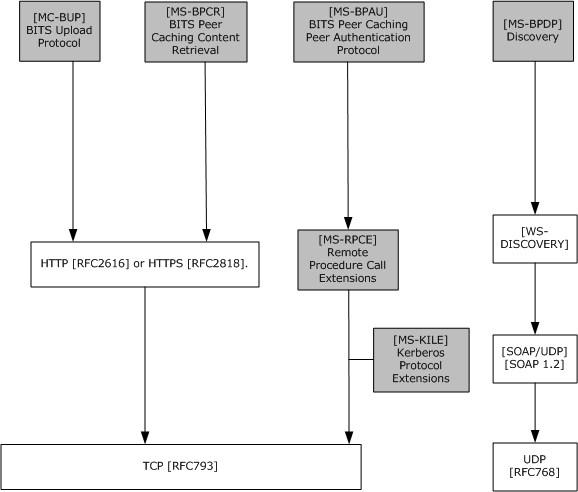 [MC-BUP]
BITS Upload
Protocol
[MS-BPCR]
BITS Peer
Caching Content
Retrieval
[MS-BPAU]
BITS Peer Caching
Peer Authentication
Protocol
[MS-BPDP]
Discovery
[MS-RPCE]
Remote
Procedure Call
Extensions
[WS-
DISCOVERY]
HTTP [RFC2616] or HTTPS [RFC2818].
[MS-KILE]
Kerberos
Protocol
Extensions
[SOAP/UDP]
[SOAP 1.2]
TCP [RFC793]
UDP
[RFC768]